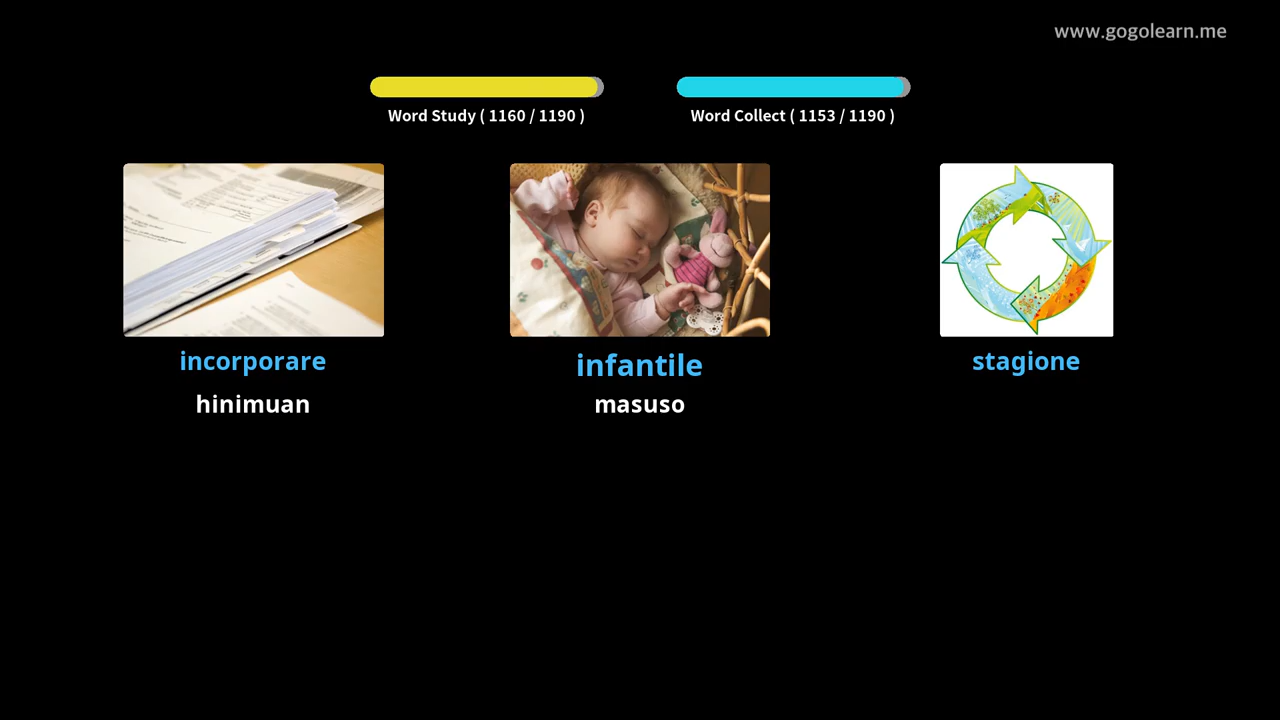 www.gogolearn.me
Word Study ( 1160 / 1190 )
Word Collect ( 1153 / 1190 )
incorporare
infantile
stagione
hinimuan
masuso